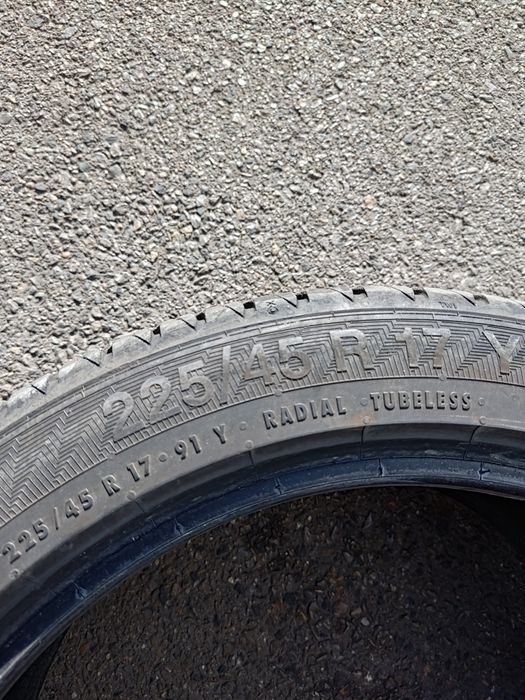 225/45 R 17 Y
225/45 R 17 • 91 Y • RADIAL • TUBELESS •